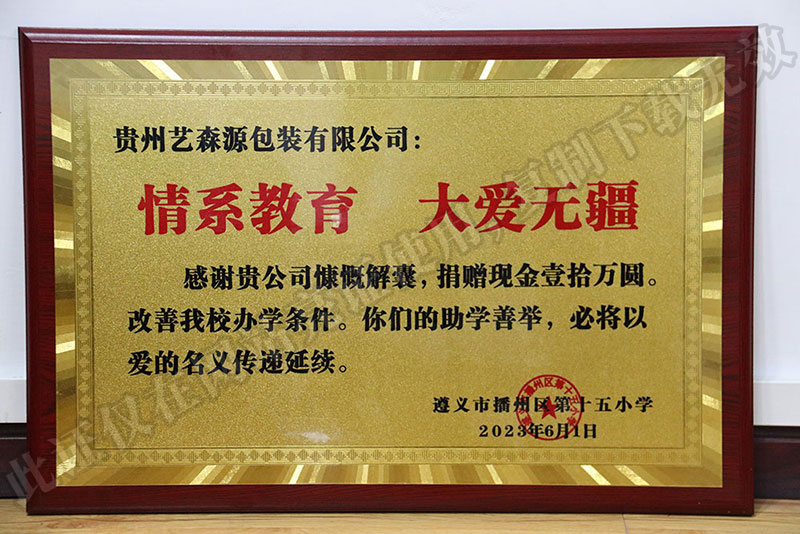 贵州艺森源包装有限公司：
情系教育 大爱无疆
感谢贵公司慷慨解囊，捐赠现金壹拾万圆。
改善我校办学条件。你们的助学善举，必将以
爱的名义传递延续。
遵义市播州区第十五小学
2023年6月1日